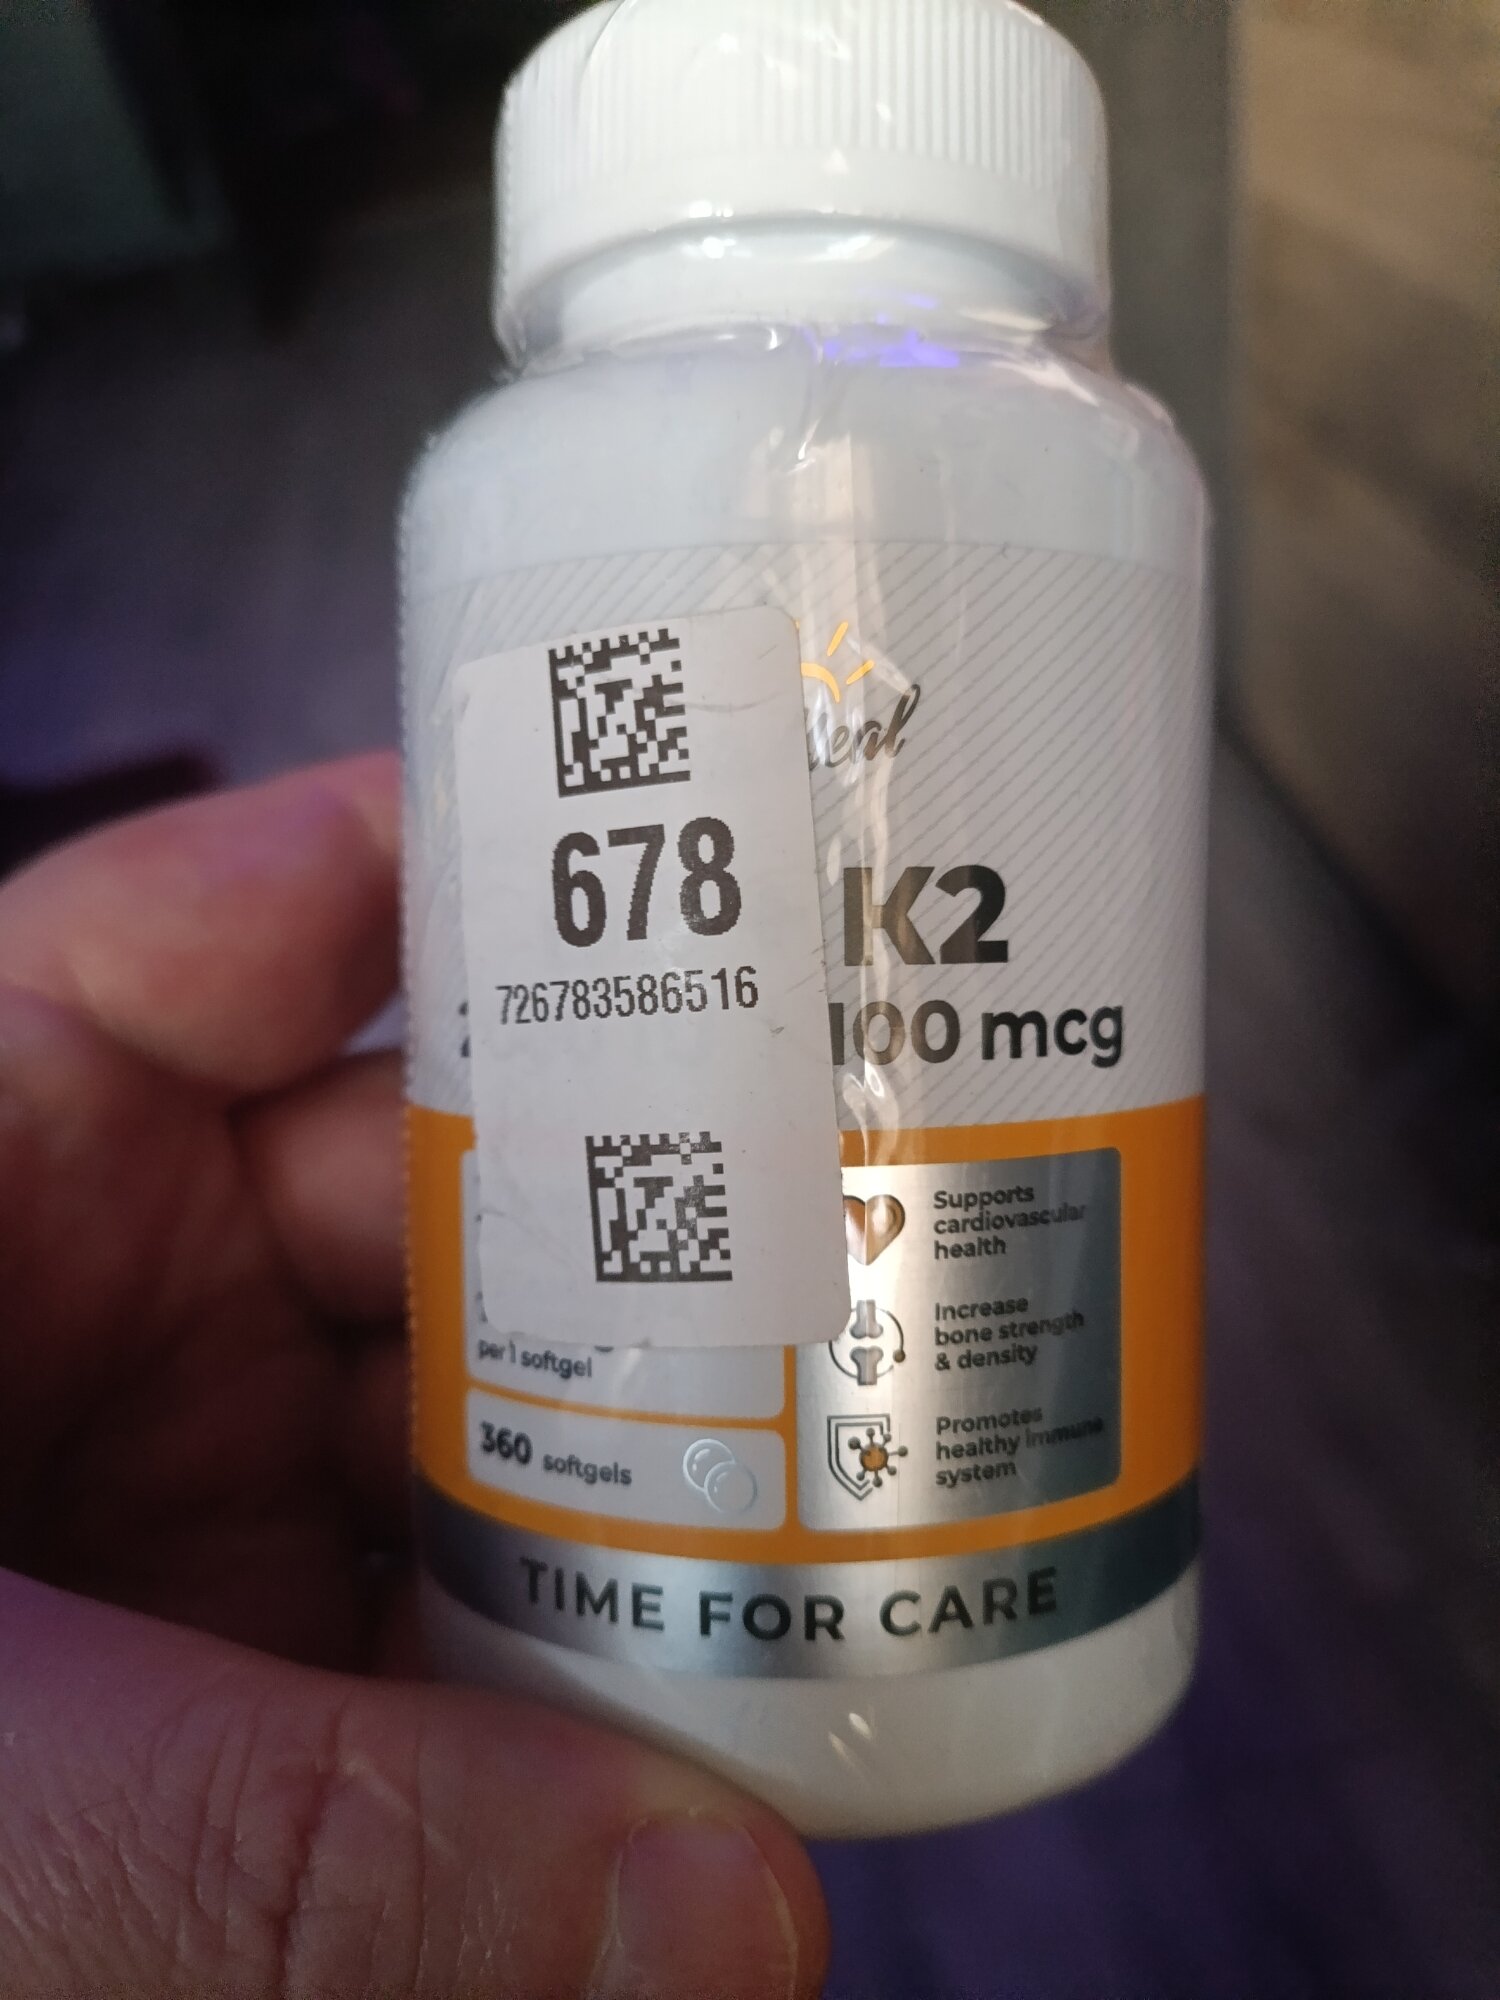 678
726783586516
K2
100 mcg
Supports
cardiovascular
health
Increase
bone strength
& density
Promotes
healthy immune
system
per 1 softgel
360 softgels
TIME FOR CARE